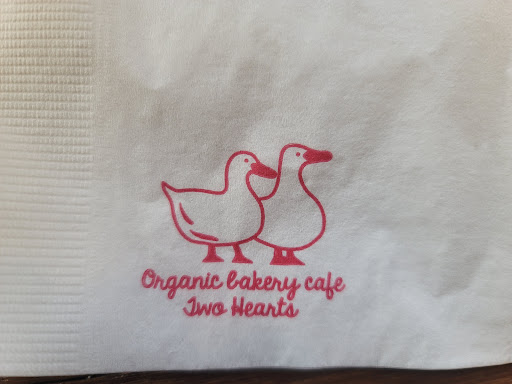 Organic bakery cafe
Two Hearts